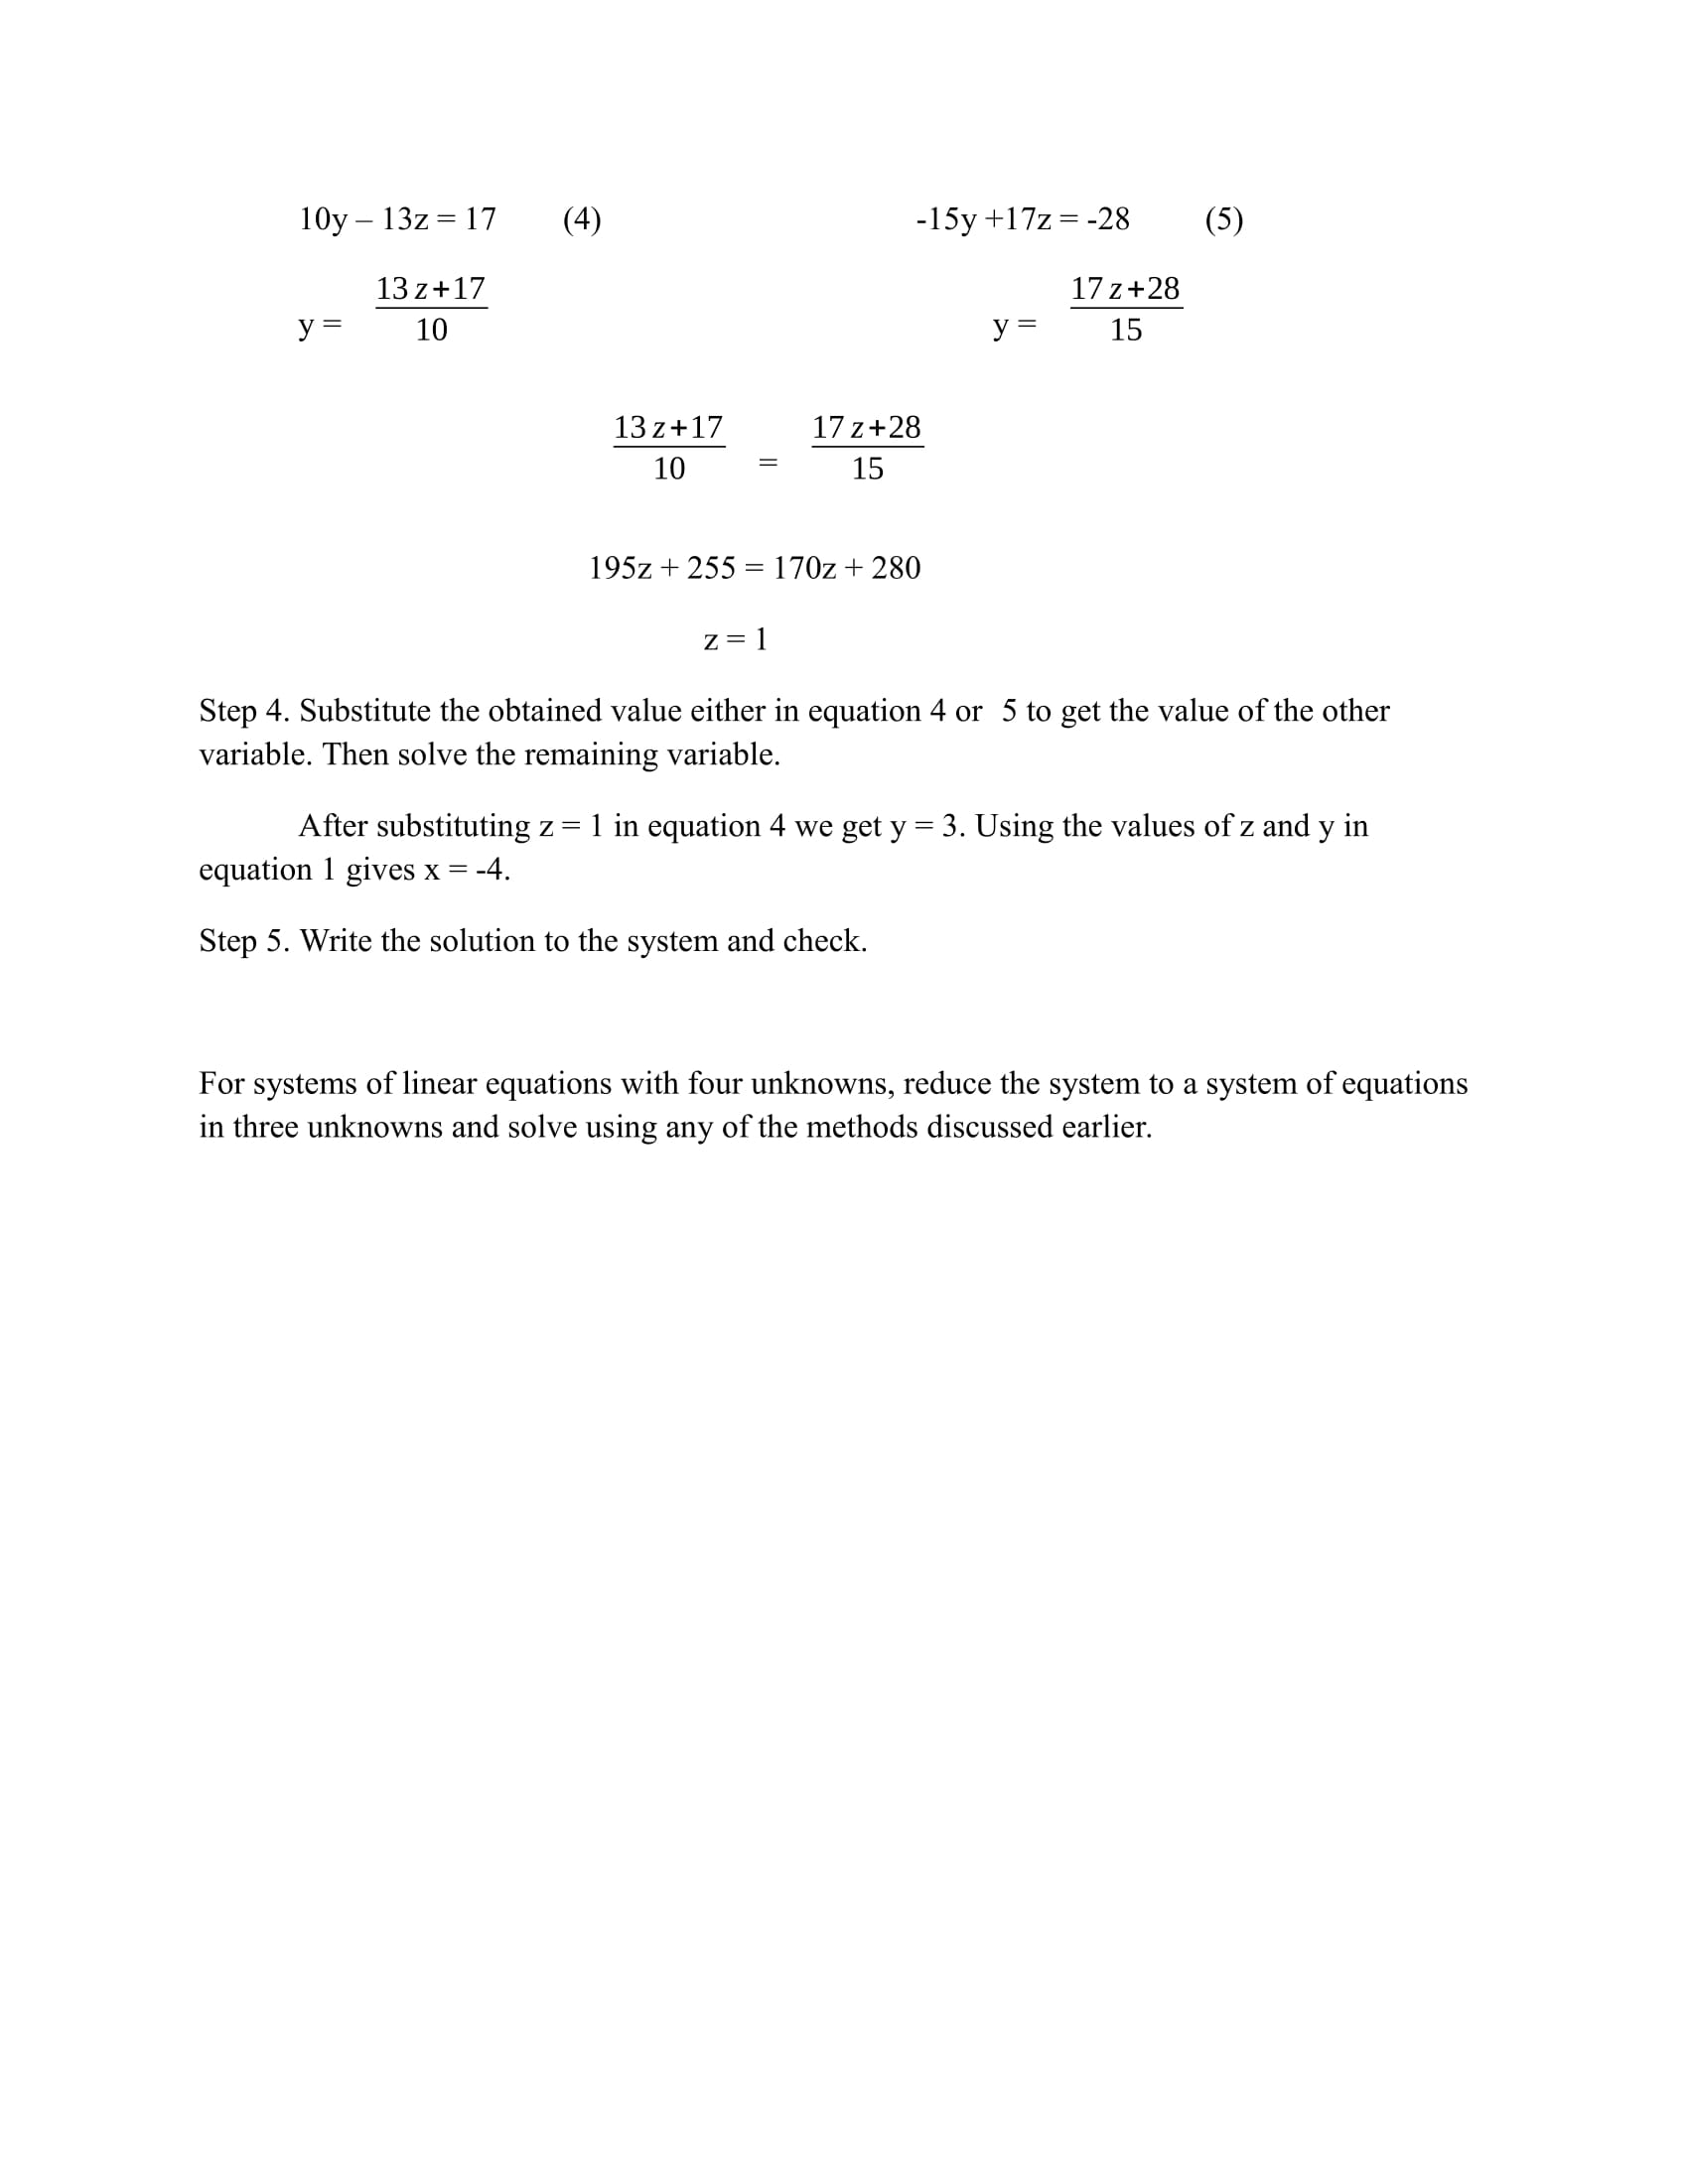 10y – 13z = 17 (4) -15y +17z = -28 (5)
y = \frac{13 z+17}{10} y = \frac{17 z+28}{15}
\frac{13 z+17}{10} = \frac{17 z+28}{15}
195z + 255 = 170z + 280
z = 1
Step 4. Substitute the obtained value either in equation 4 or  5 to get the value of the other
variable. Then solve the remaining variable.
After substituting z = 1 in equation 4 we get y = 3. Using the values of z and y in
equation 1 gives x = -4.
Step 5. Write the solution to the system and check.
For systems of linear equations with four unknowns, reduce the system to a system of equations
in three unknowns and solve using any of the methods discussed earlier.